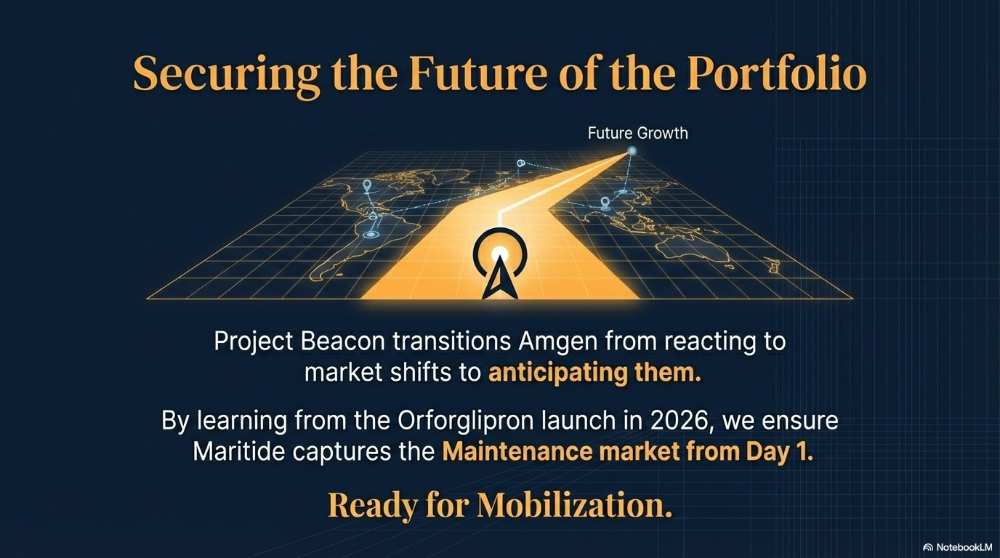 Securing the Future of the Portfolio
Future Growth
Project Beacon transitions Amgen from reacting to
market shifts to anticipating them.
By learning from the Orforglipron launch in 2026, we ensure
Maritide captures the Maintenance market from Day 1.
Ready for Mobilization.
NotebookLM